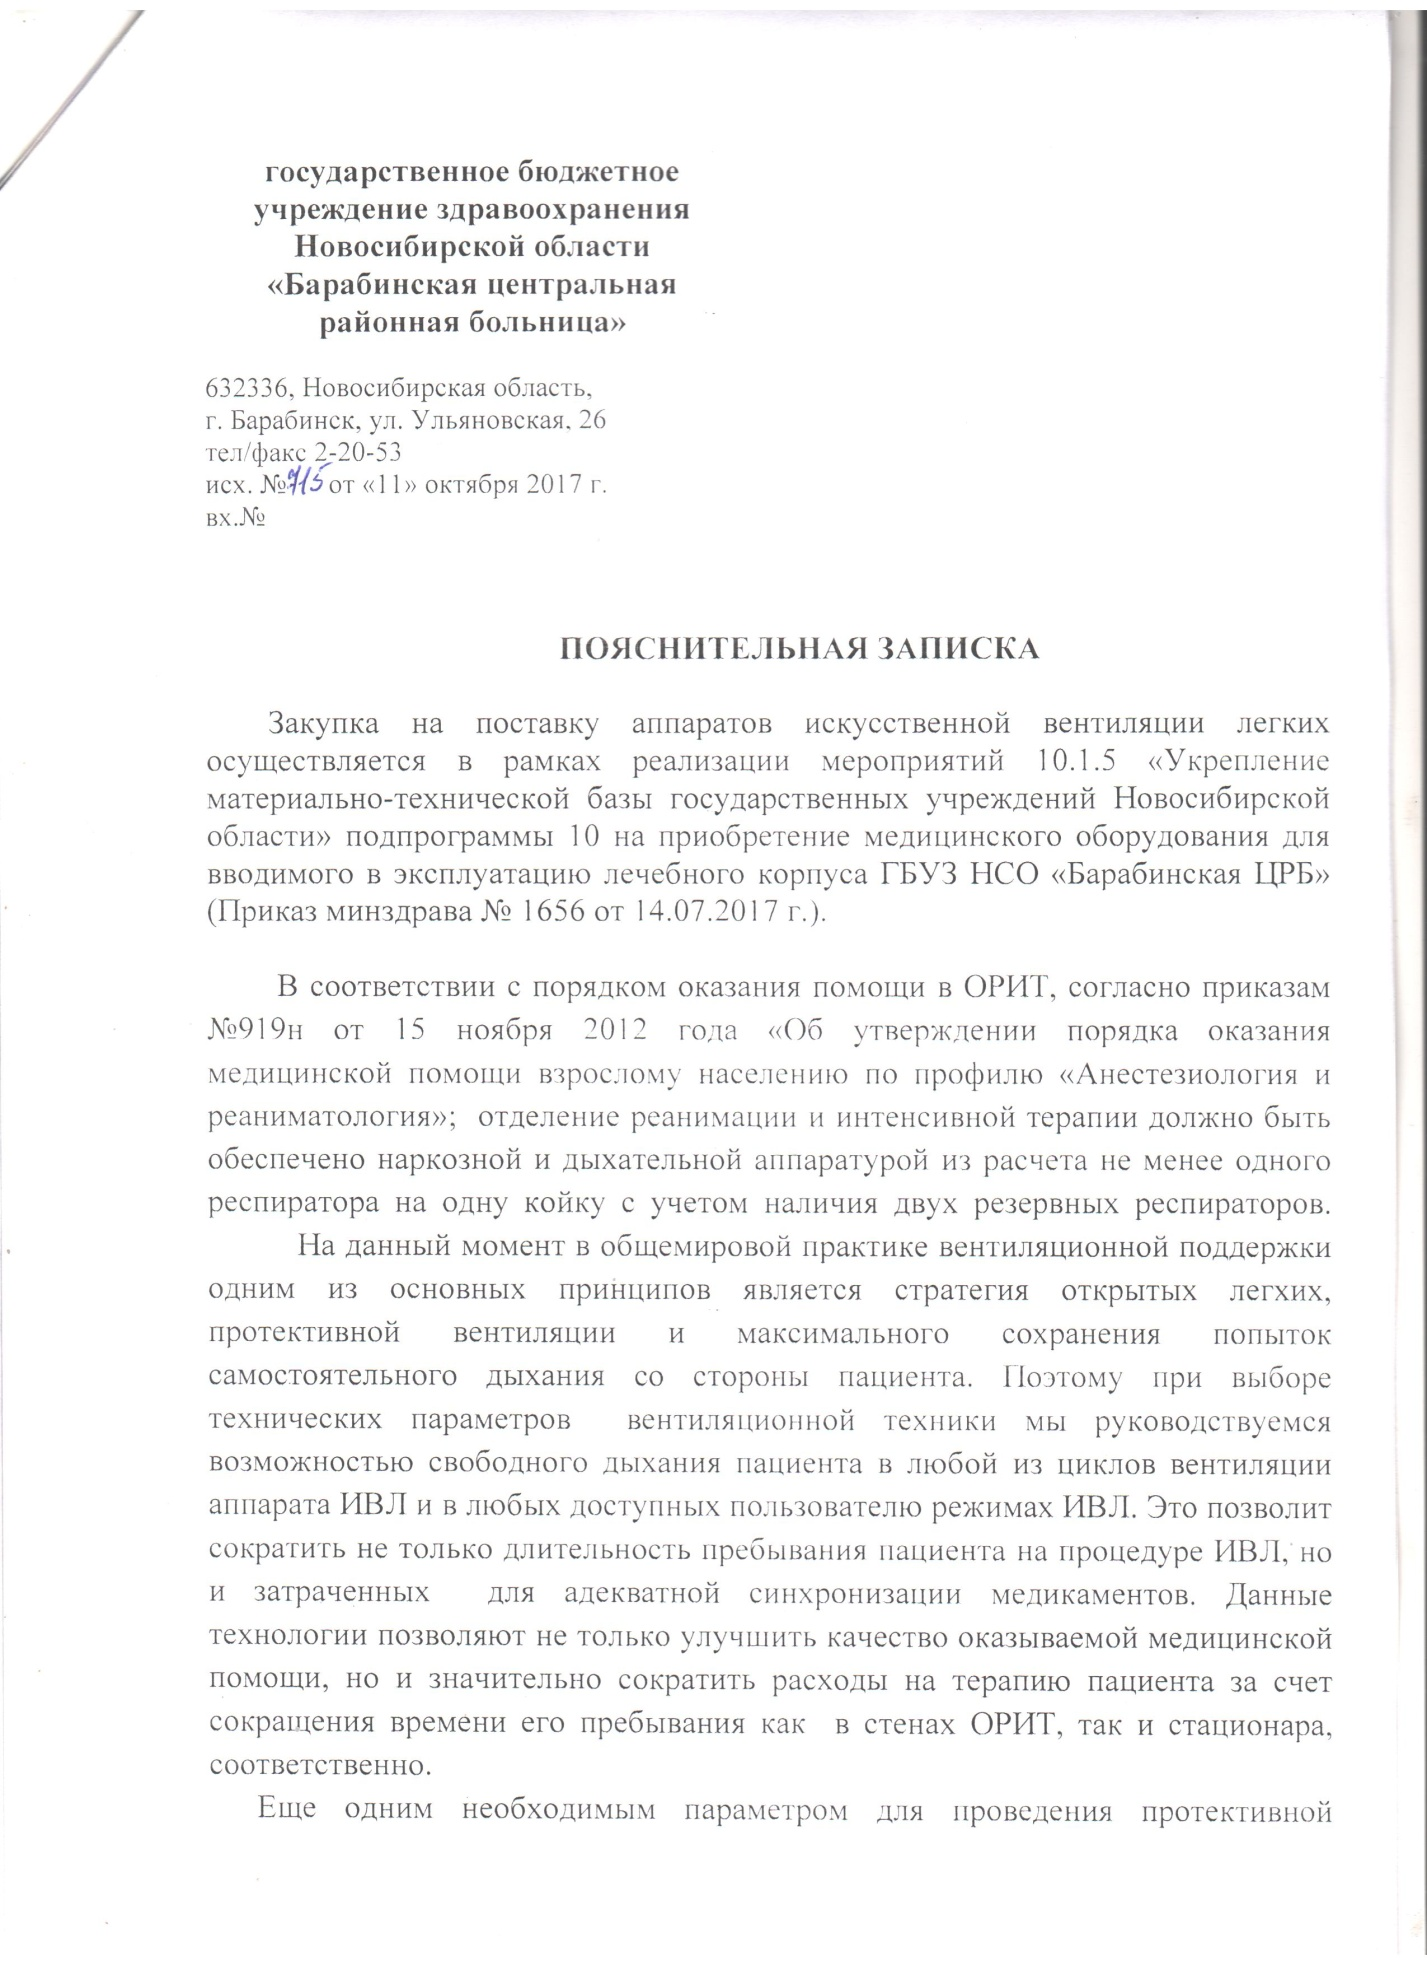 государственное бюджетное
учреждение здравоохранения
Новосибирской области
«Барабинская центральная
районная больница»
632336, Новосибирская область,
г. Барабинск, ул. Ульяновская, 26
тел/факс 2-20-53
исх. №715 от «11» октября 2017 г.
вх.№
ПОЯСНИТЕЛЬНАЯ ЗАПИСКА
Закупка на поставку аппаратов искусственной вентиляции легких
осуществляется в рамках реализации мероприятий 10.1.5 «Укрепление
материально-технической базы государственных учреждений Новосибирской
области» подпрограммы 10 на приобретение медицинского оборудования для
вводимого в эксплуатацию лечебного корпуса ГБУЗ НСО «Барабинская ЦРБ»
(Приказ минздрава № 1656 от 14.07.2017 г.).
В соответствии с порядком оказания помощи в ОРИТ, согласно приказам
№919н от 15 ноября 2012 года «Об утверждении порядка оказания
медицинской помощи взрослому населению по профилю «Анестезиология и
реаниматология»; отделение реанимации и интенсивной терапии должно быть
обеспечено наркозной и дыхательной аппаратурой из расчета не менее одного
респиратора на одну койку с учетом наличия двух резервных респираторов.
На данный момент в общемировой практике вентиляционной поддержки
одним из основных принципов является стратегия открытых легхих,
протективной вентиляции и максимального сохранения попыток
самостоятельного дыхания со стороны пациента. Поэтому при выборе
технических параметров вентиляционной техники мы руководствуемся
возможностью свободного дыхания пациента в любой из циклов вентиляции
аппарата ИВЛ и в любых доступных пользователю режимах ИВЛ. Это позволит
сократить не только длительность пребывания пациента на процедуре ИВЛ, но
и затраченных для адекватной синхронизации медикаментов. Данные
технологии позволяют не только улучшить качество оказываемой медицинской
помощи, но и значительно сократить расходы на терапию пациента за счет
сокращения времени его пребывания как в стенах ОРИТ, так и стационара,
соответственно.
Еще одним необходимым параметром для проведения протективной